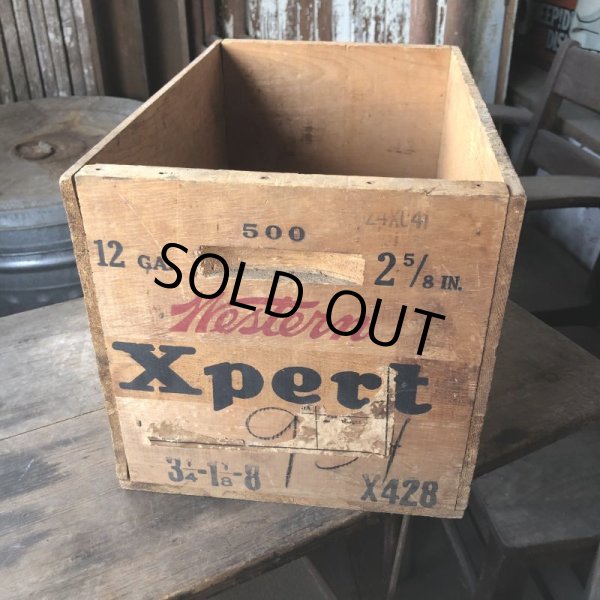 500
12 GA. 2 5/8 IN.
SOLD OUT
Western
Xpert
3¼-1⅛-8 X428